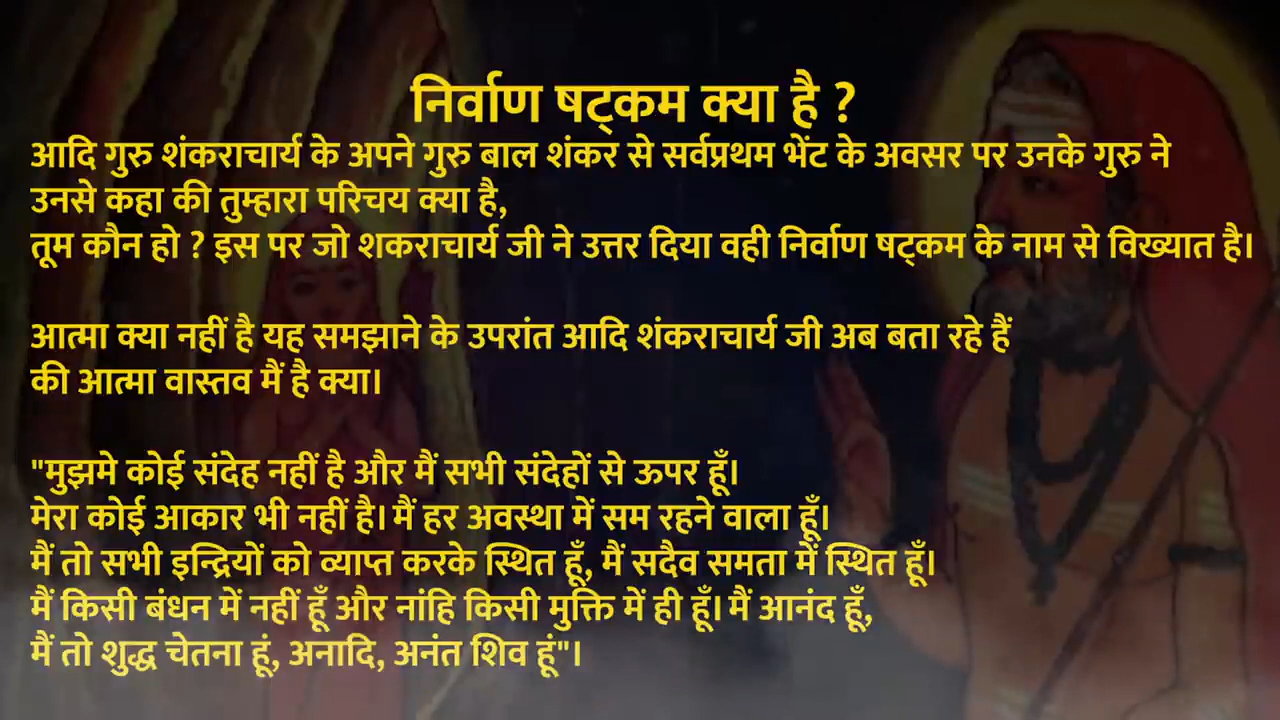 निर्वाण षट्कम क्या है ?
आदि गुरु शंकराचार्य के अपने गुरु बाल शंकर से सर्वप्रथम भेंट के अवसर पर उनके गुरु ने
उनसे कहा की तुम्हारा परिचय क्या है,
तूम कौन हो ? इस पर जो शकराचार्य जी ने उत्तर दिया वही निर्वाण षट्कम के नाम से विख्यात है।
आत्मा क्या नहीं है यह समझाने के उपरांत आदि शंकराचार्य जी अब बता रहे हैं
की आत्मा वास्तव मैं है क्या।
"मुझमे कोई संदेह नहीं है और मैं सभी संदेहों से ऊपर हूँ।
मेरा कोई आकार भी नहीं है। मैं हर अवस्था में सम रहने वाला हूँ।
मैं तो सभी इन्द्रियों को व्याप्त करके स्थित हूँ, मैं सदैव समता में स्थित हूँ।
मैं किसी बंधन में नहीं हूँ और नांहि किसी मुक्ति में ही हूँ। मैं आनंद हूँ,
मैं तो शुद्ध चेतना हूं, अनादि, अनंत शिव हूं"।